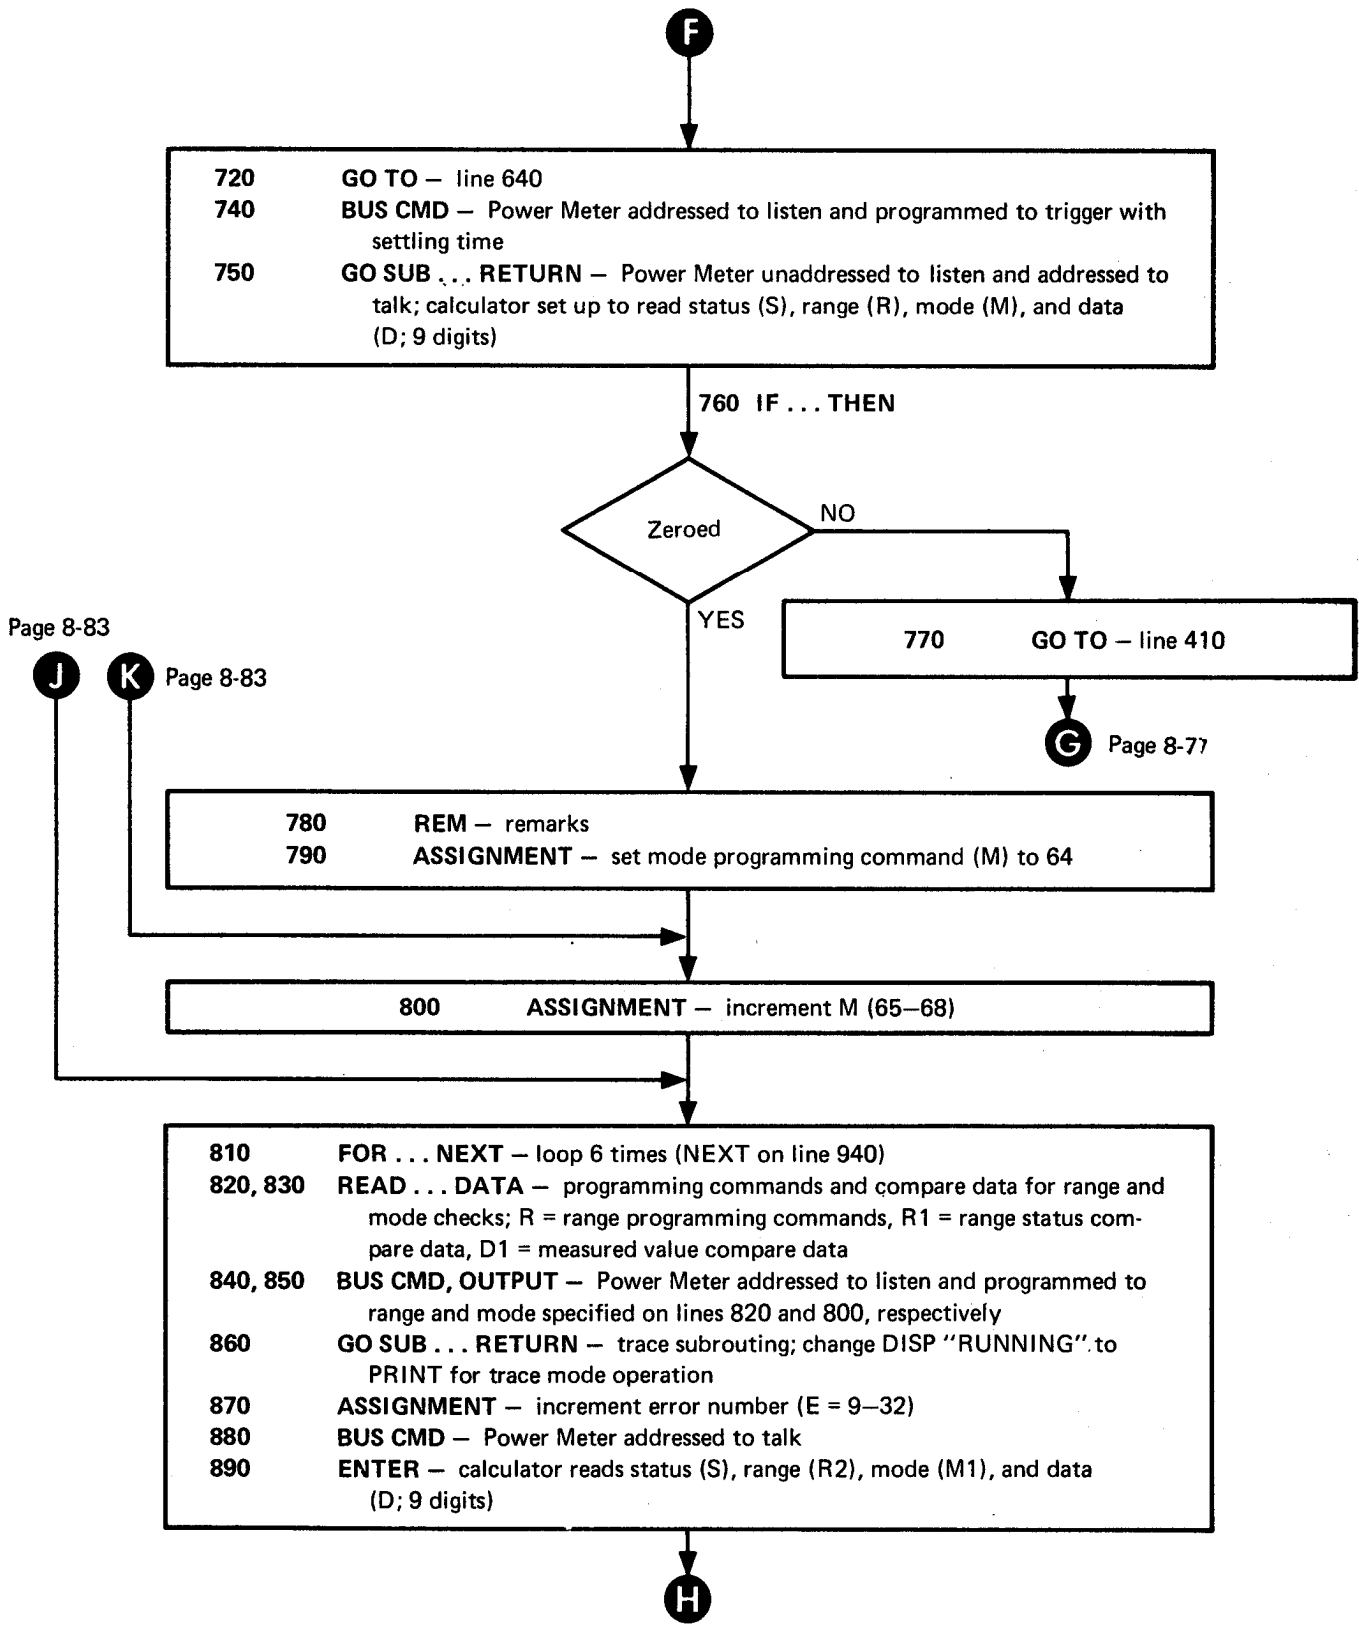 F
720 GO TO — line 640
740 BUS CMD — Power Meter addressed to listen and programmed to trigger with
settling time
750 GO SUB ... RETURN — Power Meter unaddressed to listen and addressed to
talk; calculator set up to read status (S), range (R), mode (M), and data
(D; 9 digits)
760 IF ... THEN
Zeroed
NO
YES
770 GO TO — line 410
G Page 8-77
Page 8-83
J K Page 8-83
780 REM — remarks
790 ASSIGNMENT — set mode programming command (M) to 64
800 ASSIGNMENT — increment M (65–68)
810 FOR ... NEXT — loop 6 times (NEXT on line 940)
820, 830 READ ... DATA — programming commands and compare data for range and
mode checks; R = range programming commands, R1 = range status com-
pare data, D1 = measured value compare data
840, 850 BUS CMD, OUTPUT — Power Meter addressed to listen and programmed to
range and mode specified on lines 820 and 800, respectively
860 GO SUB ... RETURN — trace subrouting; change DISP "RUNNING" to
PRINT for trace mode operation
870 ASSIGNMENT — increment error number (E = 9–32)
880 BUS CMD — Power Meter addressed to talk
890 ENTER — calculator reads status (S), range (R2), mode (M1), and data
(D; 9 digits)
H